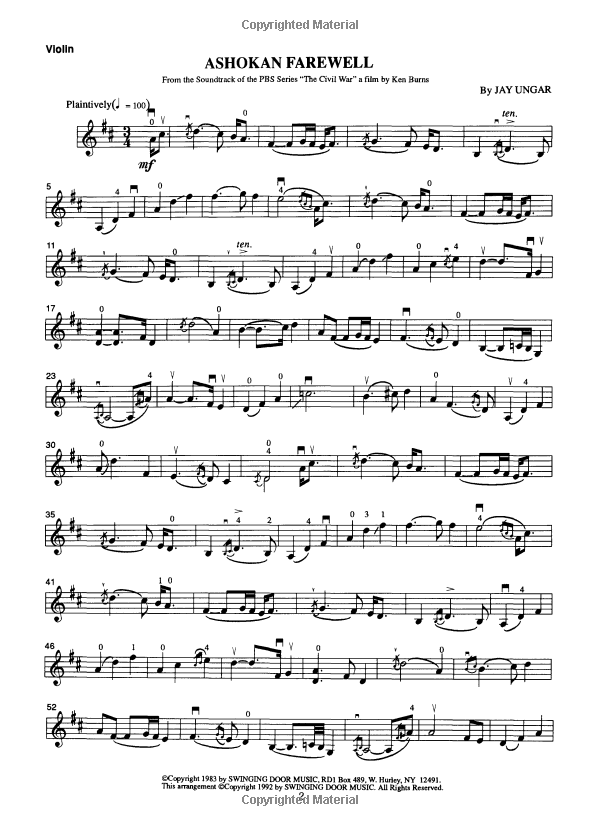 Copyrighted Material
Violin
ASHOKAN FAREWELL
From the Soundtrack of the PBS Series "The Civil War" a film by Ken Burns
By JAY UNGAR
Plaintively(♩ = 100)
ten.
mf
5
11
ten.
17
23
30
35
41
46
52
©Copyright 1983 by SWINGING DOOR MUSIC, RD1 Box 489, W. Hurley, NY 12491.
This arrangement ©Copyright 1992 by SWINGING DOOR MUSIC. All Rights Reserved.
2
Copyrighted Material